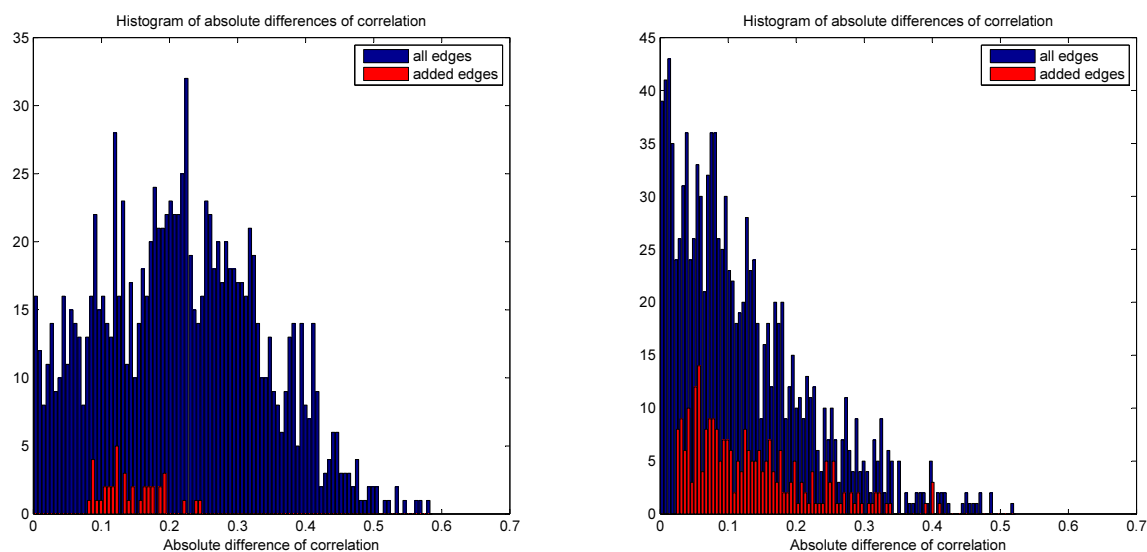 Histogram of absolute differences of correlation
35
30
25
20
15
10
5
0
all edges
added edges
0 0.1 0.2 0.3 0.4 0.5 0.6 0.7
Absolute difference of correlation
Histogram of absolute differences of correlation
45
40
35
30
25
20
15
10
5
0
all edges
added edges
0 0.1 0.2 0.3 0.4 0.5 0.6 0.7
Absolute difference of correlation